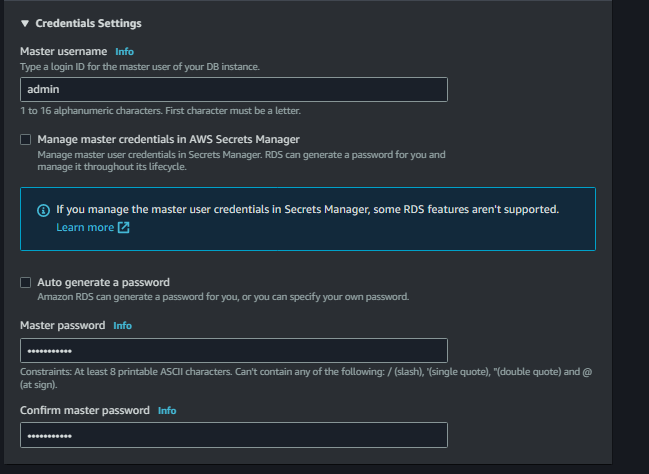 Credentials Settings
Master username Info
Type a login ID for the master user of your DB instance.
admin
1 to 16 alphanumeric characters. First character must be a letter.
Manage master credentials in AWS Secrets Manager
Manage master user credentials in Secrets Manager. RDS can generate a password for you and
manage it throughout its lifecycle.
If you manage the master user credentials in Secrets Manager, some RDS features aren't supported.
Learn more
Auto generate a password
Amazon RDS can generate a password for you, or you can specify your own password.
Master password Info
•••••••••••
Constraints: At least 8 printable ASCII characters. Can't contain any of the following: / (slash), '(single quote), "(double quote) and @
(at sign).
Confirm master password Info
•••••••••••